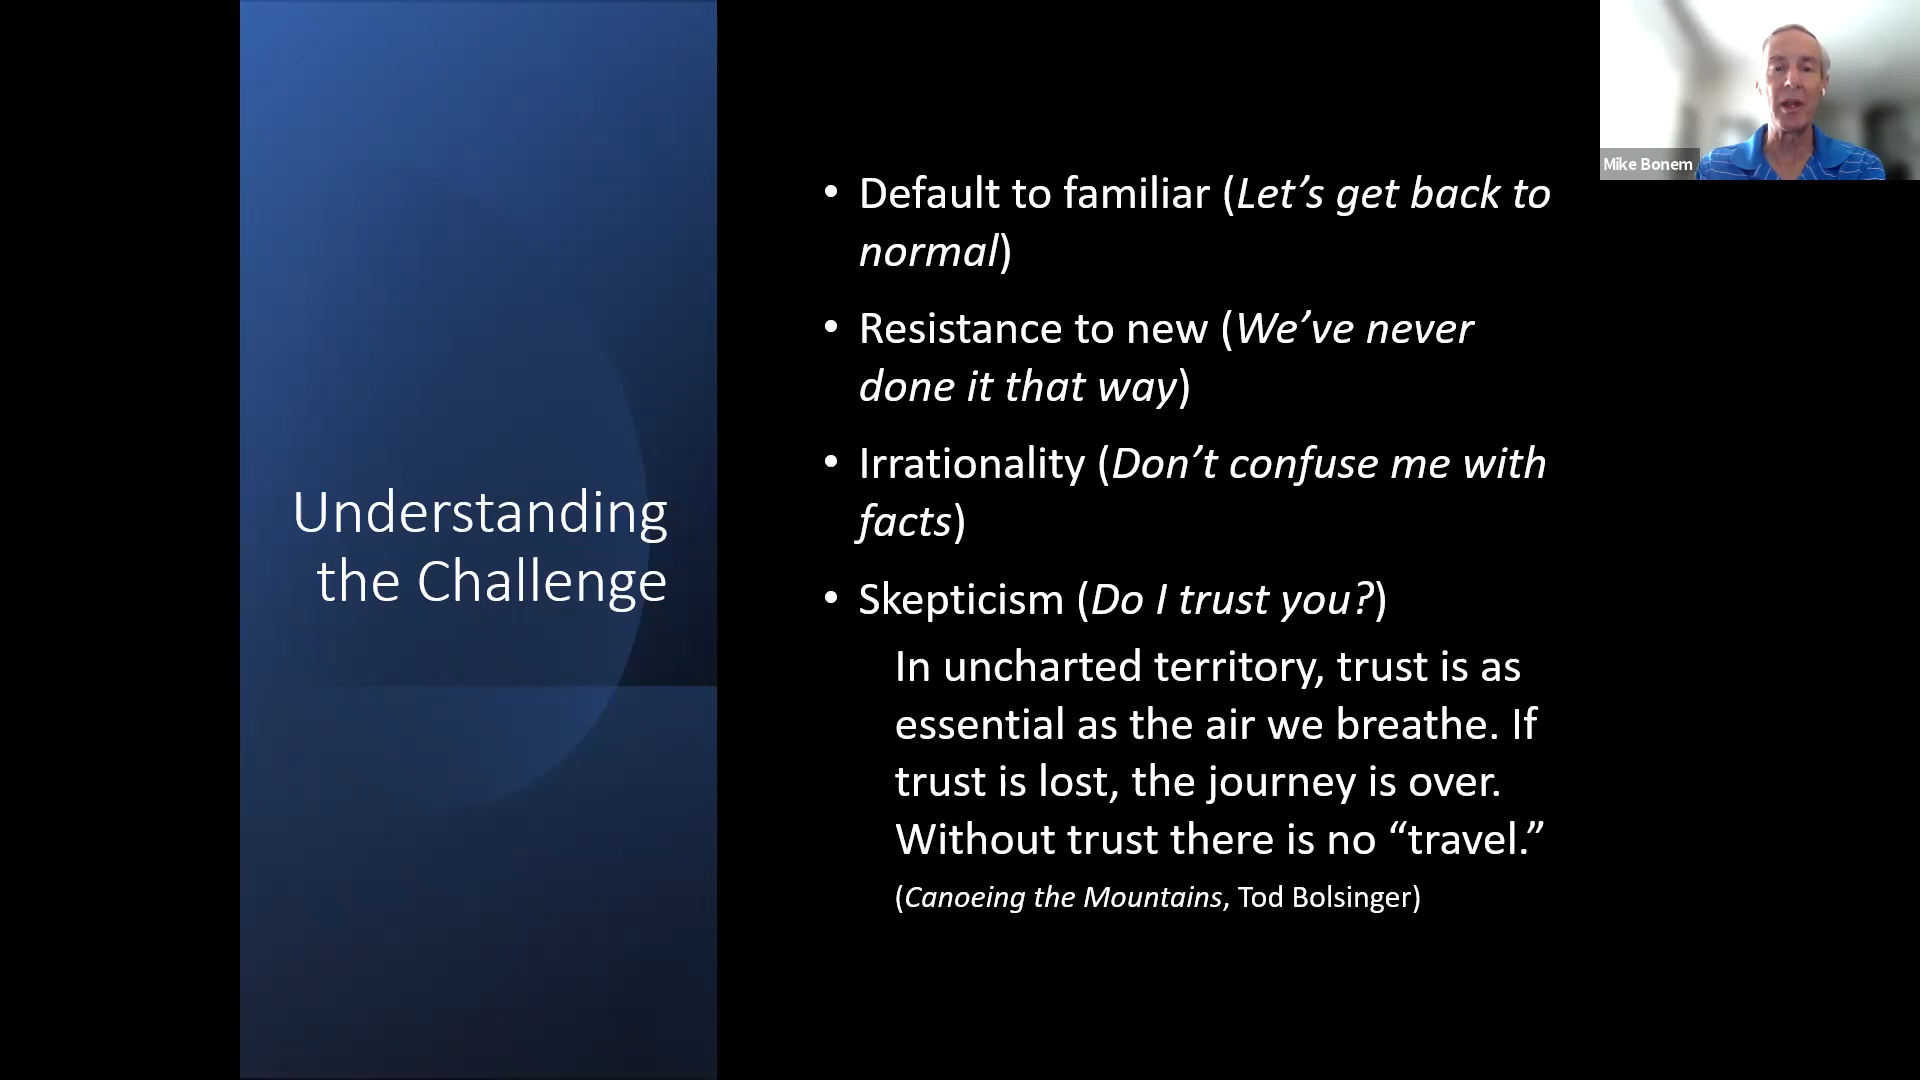 Understanding
the Challenge
• Default to familiar (Let’s get back to
normal)
• Resistance to new (We’ve never
done it that way)
• Irrationality (Don’t confuse me with
facts)
• Skepticism (Do I trust you?)
In uncharted territory, trust is as
essential as the air we breathe. If
trust is lost, the journey is over.
Without trust there is no “travel.”
(Canoeing the Mountains, Tod Bolsinger)
Mike Bonem